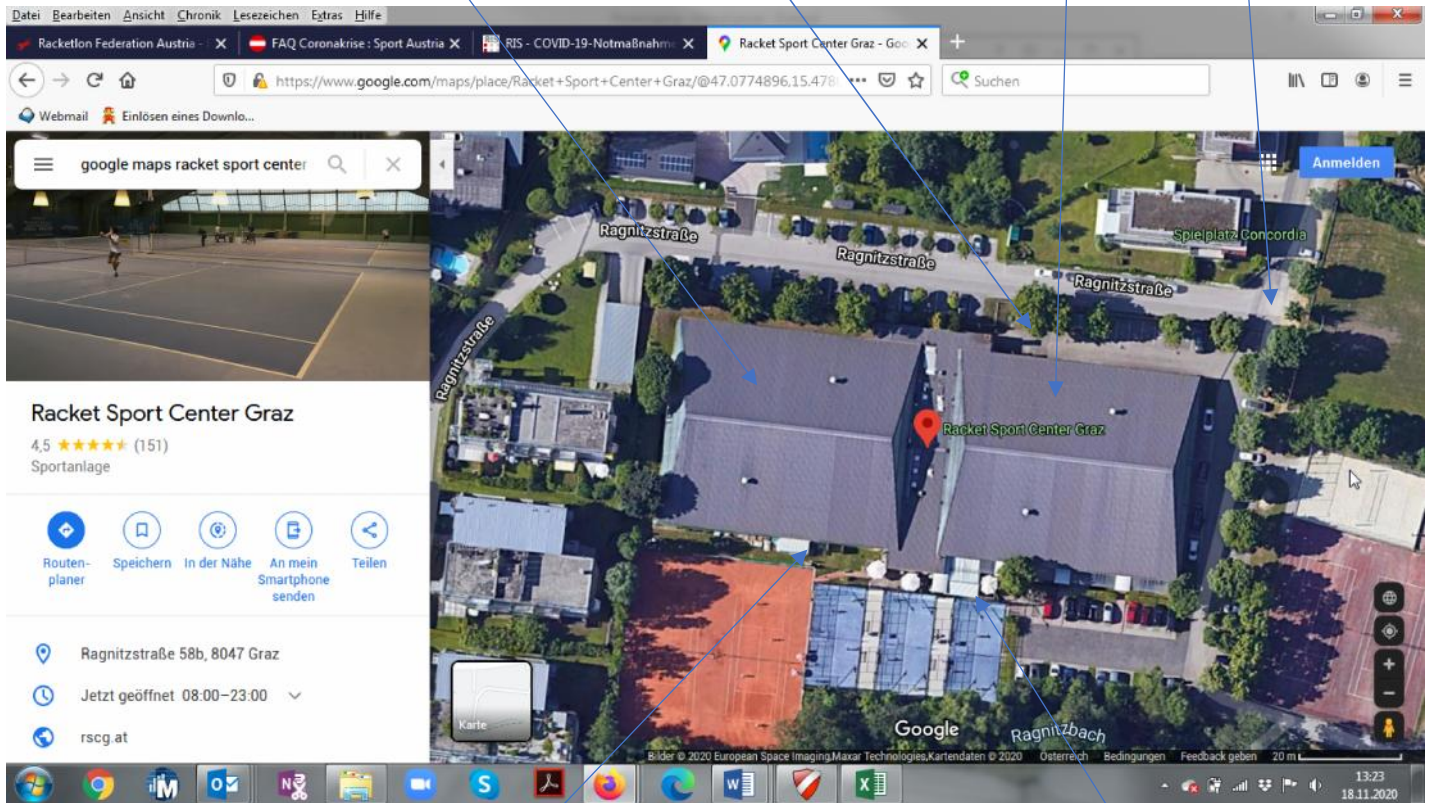 Datei Bearbeiten Ansicht Chronik Lesezeichen Extras Hilfe
Racketlon Federation Austria -
FAQ Coronakrise : Sport Austria
RIS - COVID-19-Notmaßnahm
Racket Sport Center Graz - Goo
https://www.google.com/maps/place/Racket+Sport+Center+Graz/@47.0774896,15.478
Suchen
Webmail
Einlösen eines Downlo...
google maps racket sport center
Anmelden
Spielplatz Concordia
Ragnitzstraße
Ragnitzstraße
Ragnitzstraße
Ragnitzstraße
Racket Sport Center Graz
Racket Sport Center Graz
4,5 (151)
Sportanlage
Routen-
planer
Speichern
In der Nähe
An mein
Smartphone
senden
Teilen
Ragnitzstraße 58b, 8047 Graz
Jetzt geöffnet 08:00–23:00
rscg.at
Karte
Google
Ragnitzbach
Bilder © 2020 European Space Imaging,Maxar Technologies,Kartendaten © 2020 Österreich Bedingungen Feedback geben 20 m
13:23
18.11.2020